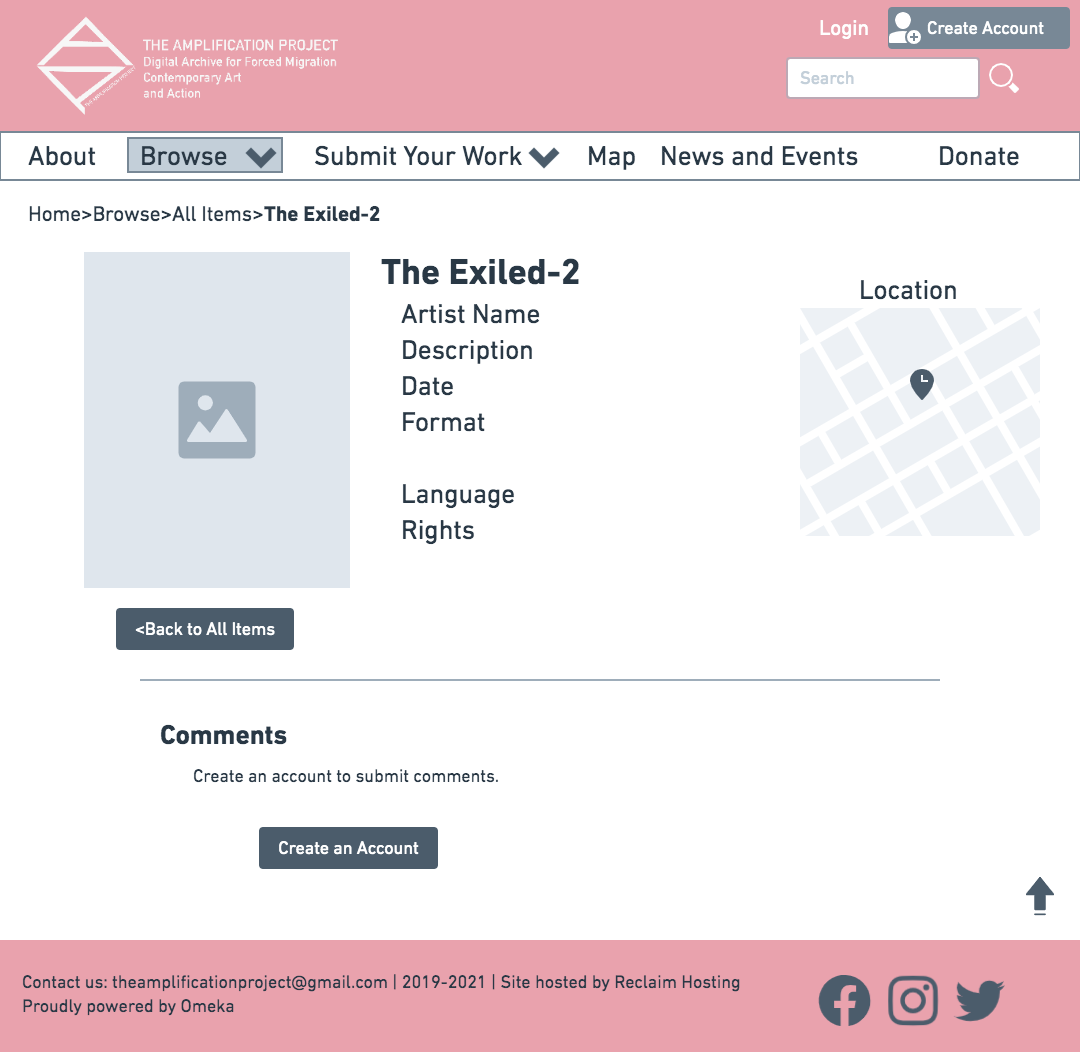 Login
Create Account
THE AMPLIFICATION PROJECT
Digital Archive for Forced Migration
Contemporary Art
and Action
THE AMPLIFICATION PROJECT
Search
About
Browse
Submit Your Work
Map
News and Events
Donate
Home>Browse>All Items>The Exiled-2
The Exiled-2
Artist Name
Description
Date
Format
Language
Rights
Location
<Back to All Items
Comments
Create an account to submit comments.
Create an Account
Contact us: theamplificationproject@gmail.com | 2019-2021 | Site hosted by Reclaim Hosting
Proudly powered by Omeka